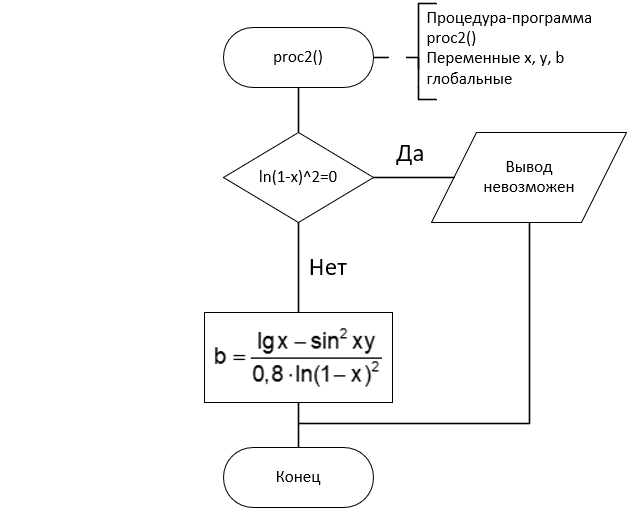 proc2()
Процедура-программа
proc2()
Переменные x, y, b
глобальные
ln(1-x)^2=0
Да
Вывод
невозможен
Нет
b = (lgx – sin² xy) / (0,8 ·ln(1– x)²)
Конец